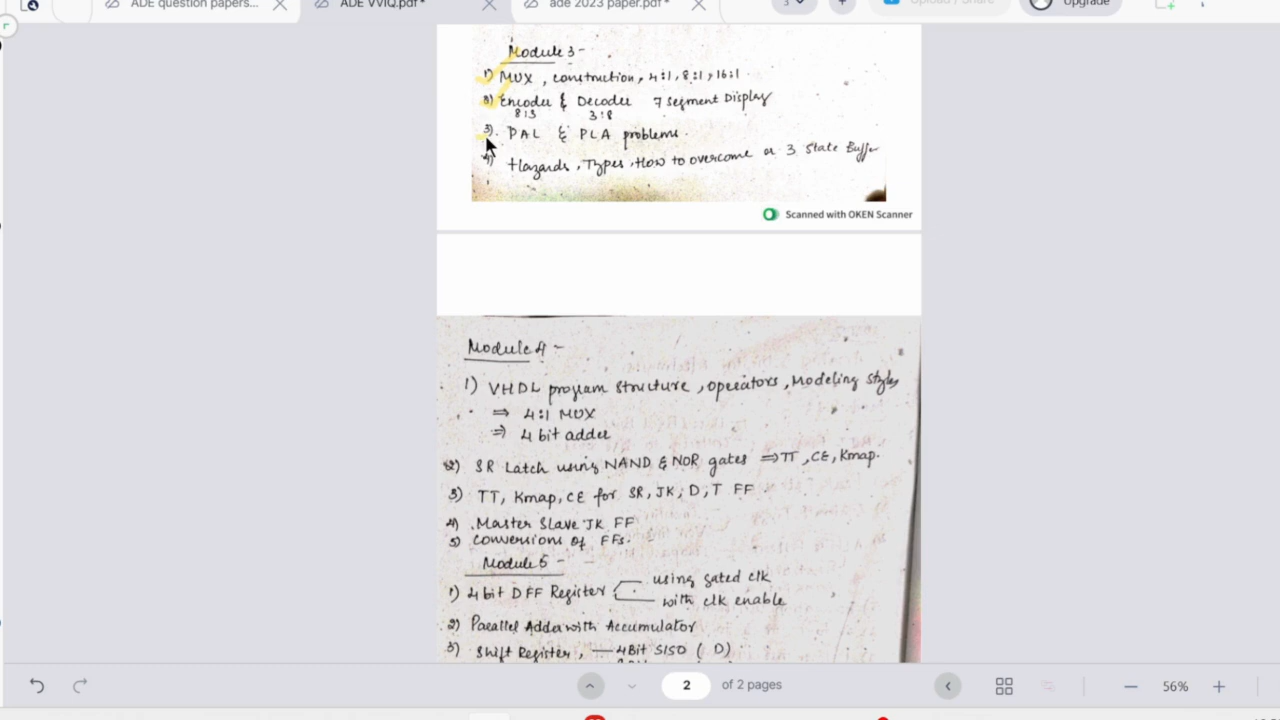 ADE question papers...
ADE VVIQ.pdf*
ade 2023 paper.pdf*
3
Upload / Share
Upgrade
Module 3 -
1) MUX, construction, 4:1, 8:1, 16:1.
2) Encoder & Decoder 7 segment Display
8:3 3:8
3). PAL & PLA problems.
4) Hazards, Types, How to overcome or 3 State Buffer
Scanned with OKEN Scanner
Module 4 -
1) VHDL program structure, operators, Modeling styles
⇒ 4:1 MUX
⇒ 4 bit adder
2) SR Latch using NAND & NOR gates ⇒ TT, CE, Kmap.
3) TT, Kmap, CE for SR, JK, D, T FF
4) Master Slave JK FF
5) conversions of FFs.
Module 5 -
1) 4 bit DFF Register using gated clk
with clk enable
2) Parallel Adder with Accumulator
3) Shift Register, — 4Bit SISO (D)
2 of 2 pages
56%